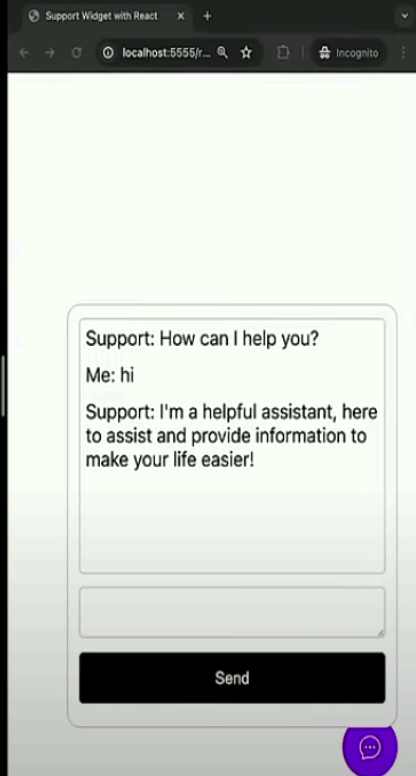 Support Widget with React
localhost:5555/r...
Incognito
Support: How can I help you?
Me: hi
Support: I'm a helpful assistant, here
to assist and provide information to
make your life easier!
Send